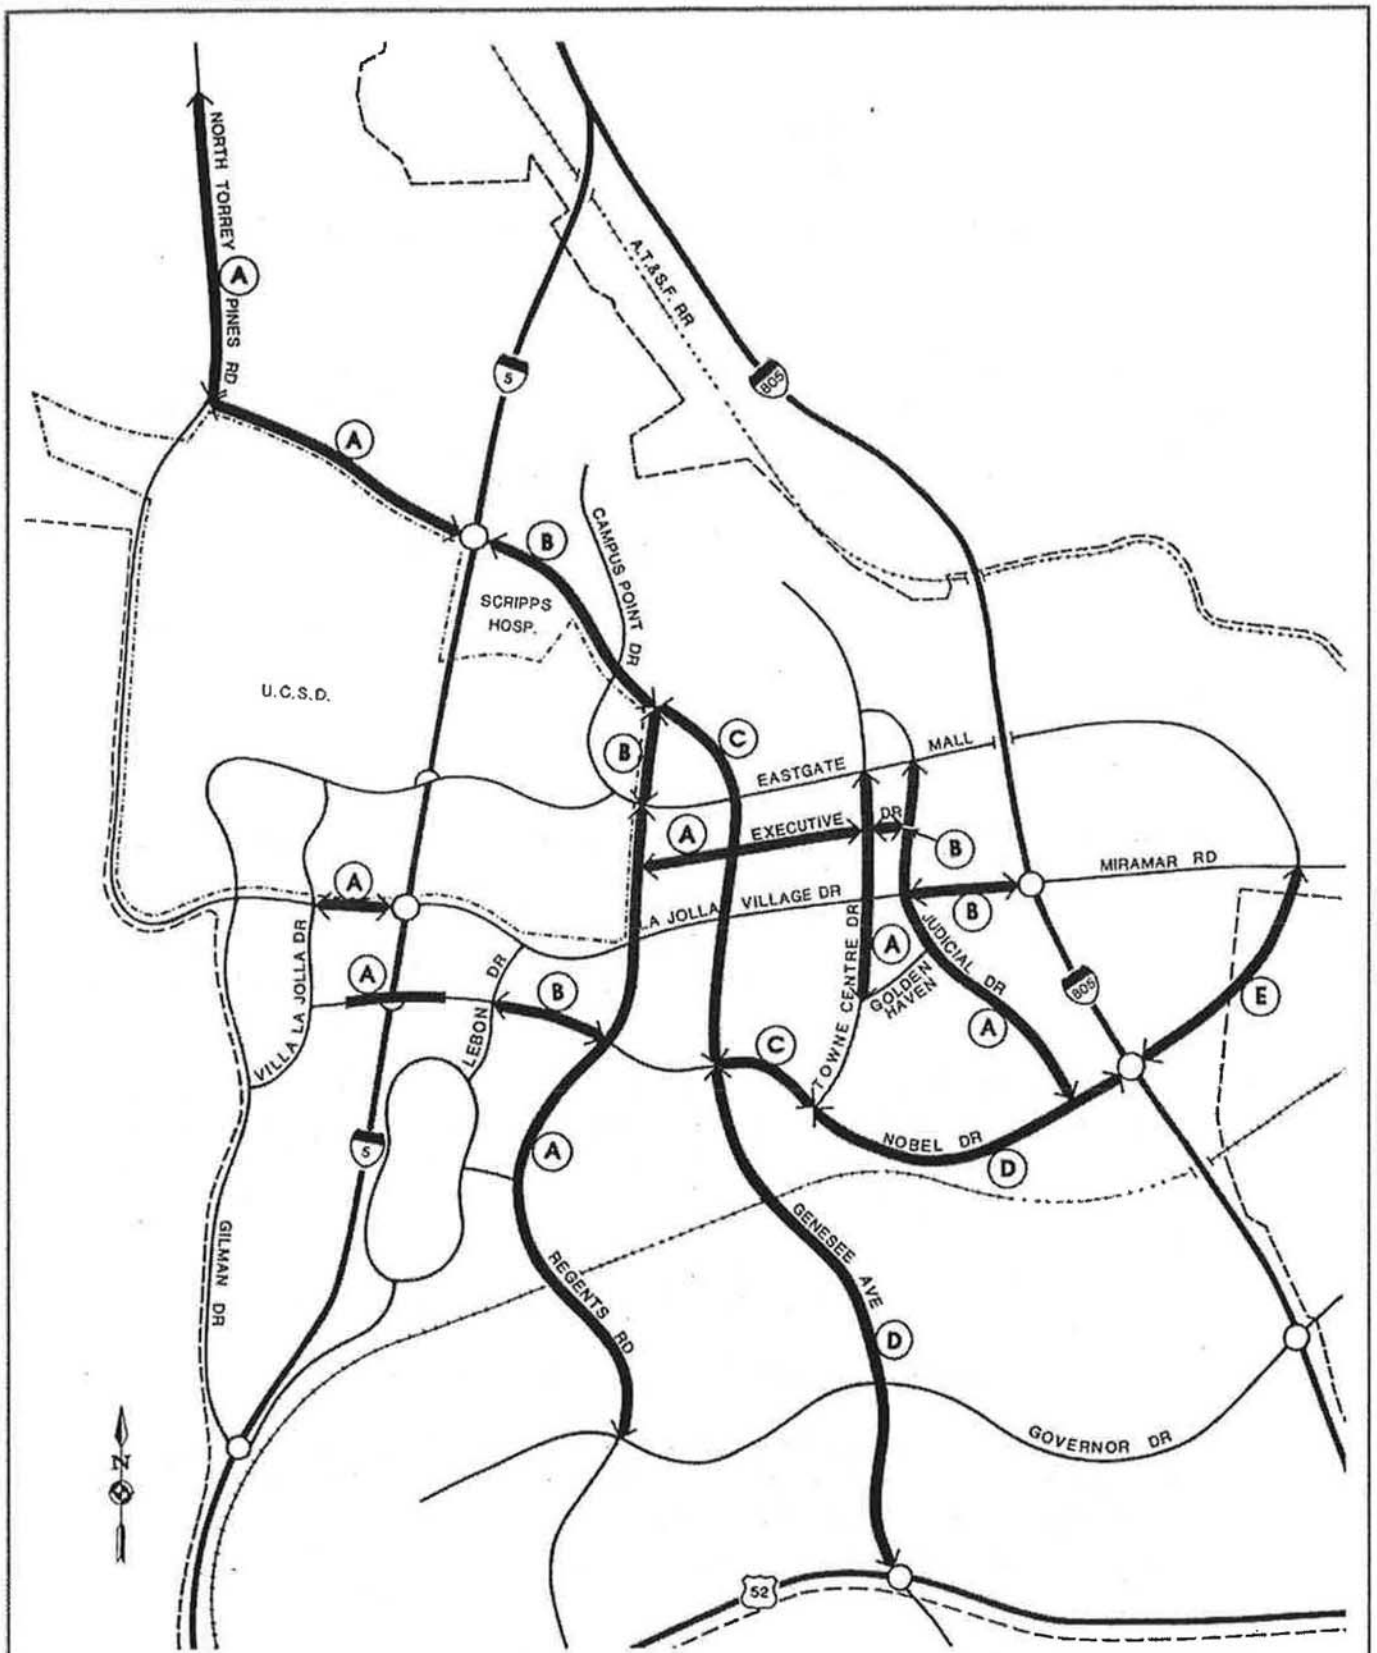 NORTH TORREY
A
PINES RD
A.T.&S.F. RR
5
805
A
B
CAMPUS POINT DR
SCRIPPS
HOSP.
U.C.S.D.
B
C
EASTGATE
MALL
A
EXECUTIVE
DR
B
MIRAMAR RD
A
LA JOLLA VILLAGE DR
B
VILLA LA JOLLA DR
A
LEBON DR
B
TOWNE CENTRE DR
A
GOLDEN
HAVEN
JUDICIAL DR
A
805
E
C
5
A
NOBEL DR
D
GILMAN DR
REGENTS RD
GENESEE AVE
D
GOVERNOR DR
N
52